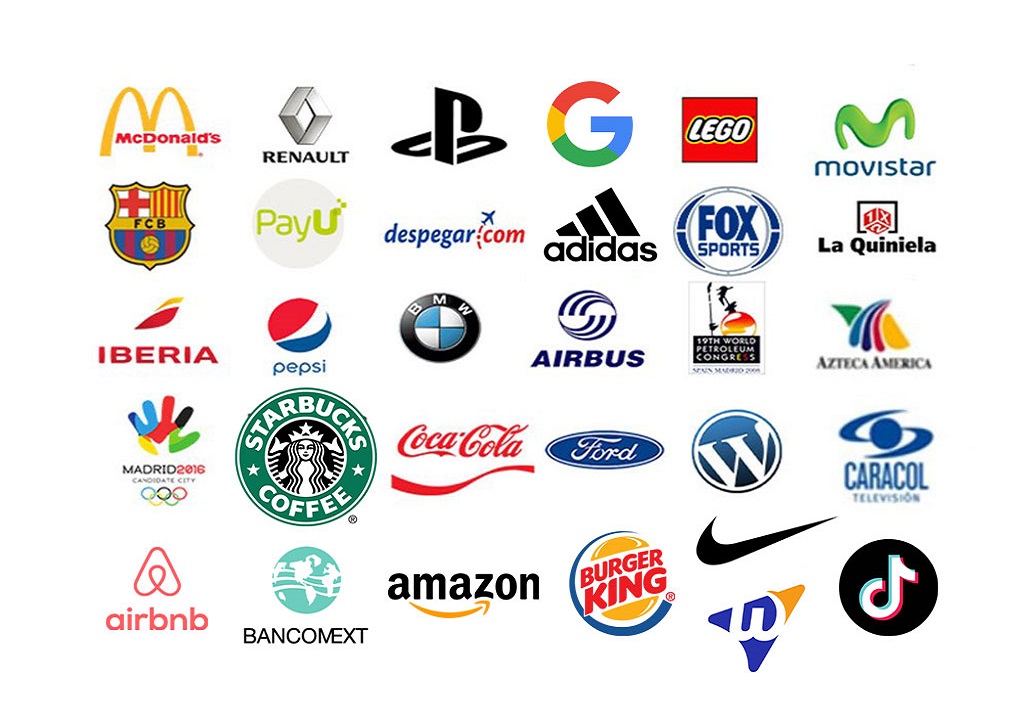 McDonald's
RENAULT
G
LEGO
movistar
FCB
PayU
despegar.com
adidas
FOX
SPORTS
1X2
La Quiniela
IBERIA
pepsi
BMW
AIRBUS
19TH WORLD
PETROLEUM
CONGRESS
SPAIN MADRID 2008
AZTECA AMERICA
MADRID2016
CANDIDATE CITY
STARBUCKS
COFFEE
®
Coca-Cola
Ford
W
CARACOL
TELEVISIÓN
airbnb
BANCOMEXT
amazon
BURGER
KING®
n